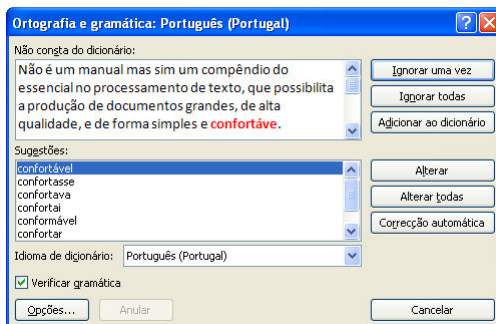 Ortografia e gramática: Português (Portugal)
Não consta do dicionário:
Não é um manual mas sim um compêndio do
essencial no processamento de texto, que possibilita
a produção de documentos grandes, de alta
qualidade, e de forma simples e confortáve.
Ignorar uma vez
Ignorar todas
Adicionar ao dicionário
Sugestões:
confortável
confortasse
confortava
confortai
conformável
confortar
Alterar
Alterar todas
Correcção automática
Idioma de dicionário: Português (Portugal)
Verificar gramática
Opções... Anular Cancelar